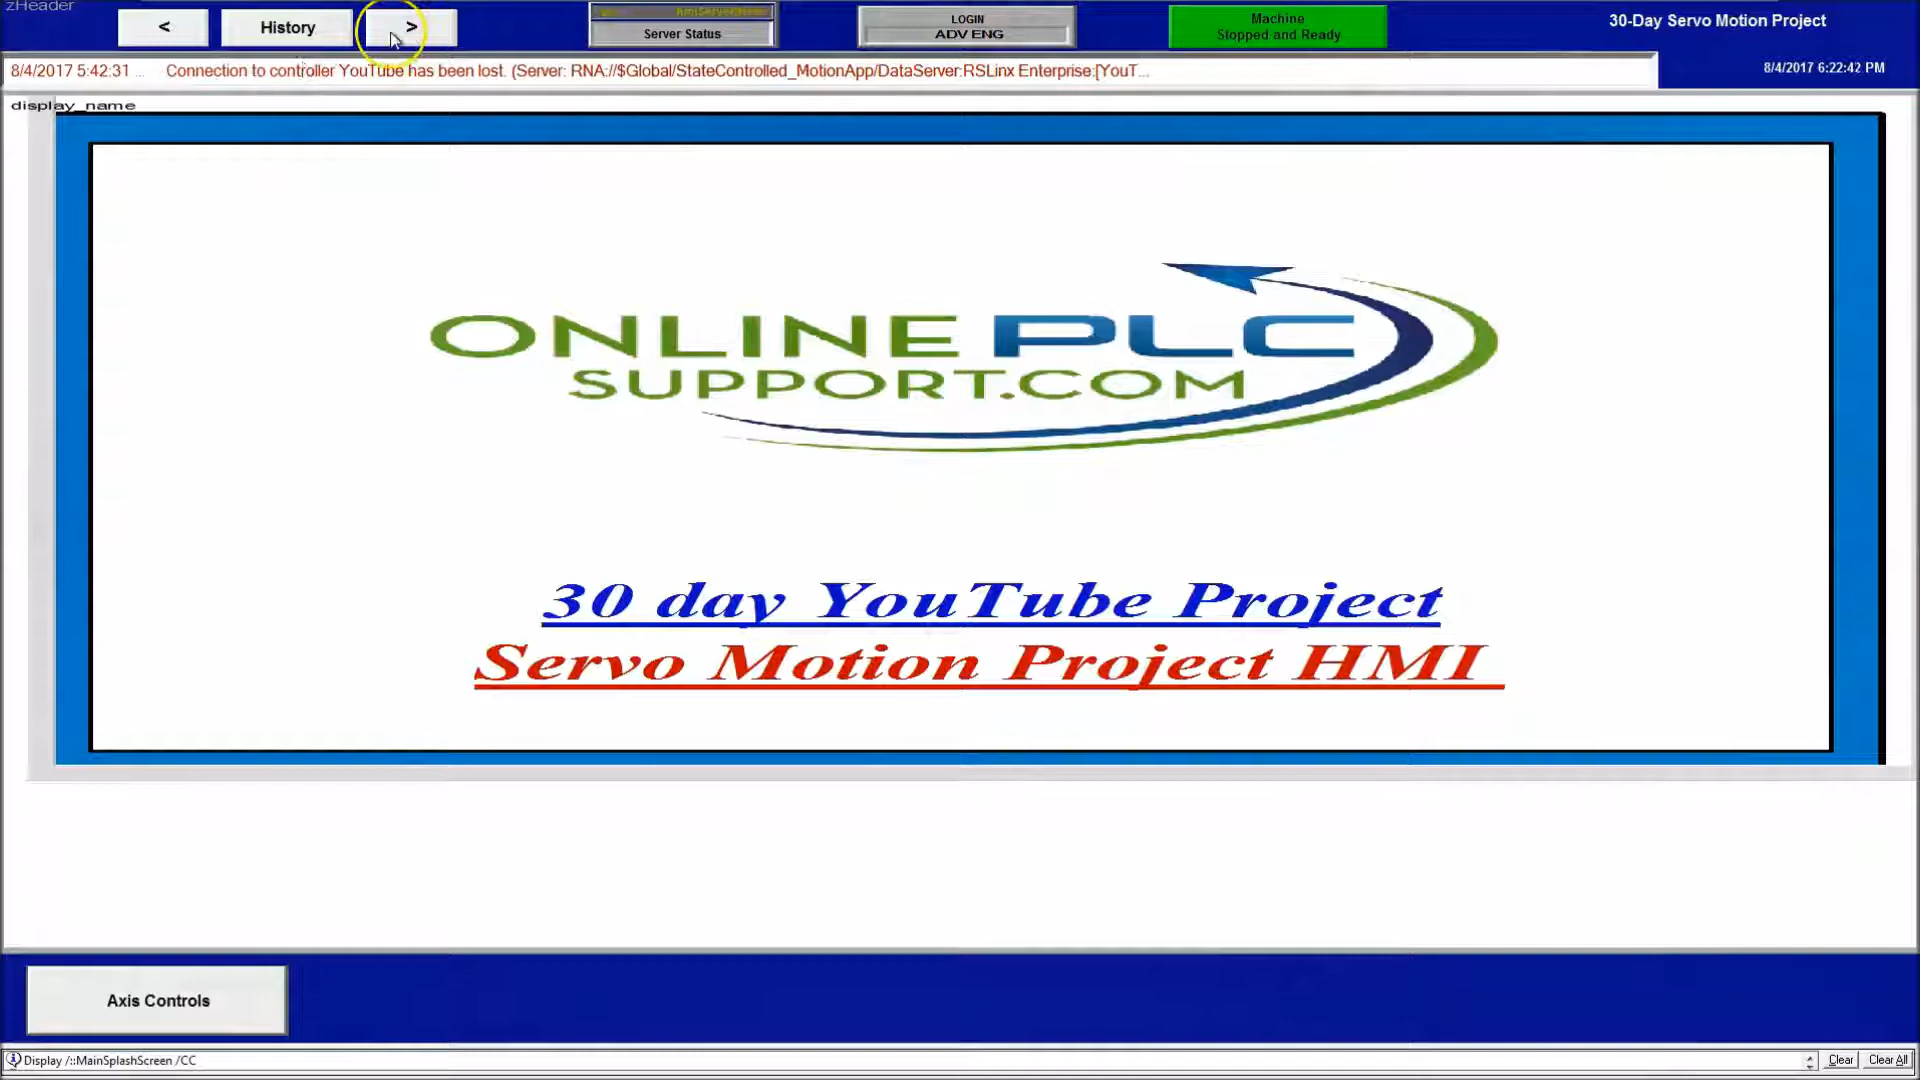 zHeader
<
History
>
Server Status
LOGIN
ADV ENG
Machine
Stopped and Ready
30-Day Servo Motion Project
8/4/2017 5:42:31 ... Connection to controller YouTube has been lost. (Server: RNA://$Global/StateControlled_MotionApp/DataServer:RSLinx Enterprise:[YouT...
8/4/2017 6:22:42 PM
display_name
ONLINEPLC
SUPPORT.COM
30 day YouTube Project
Servo Motion Project HMI
Axis Controls
Display /::MainSplashScreen /CC
Clear
Clear All